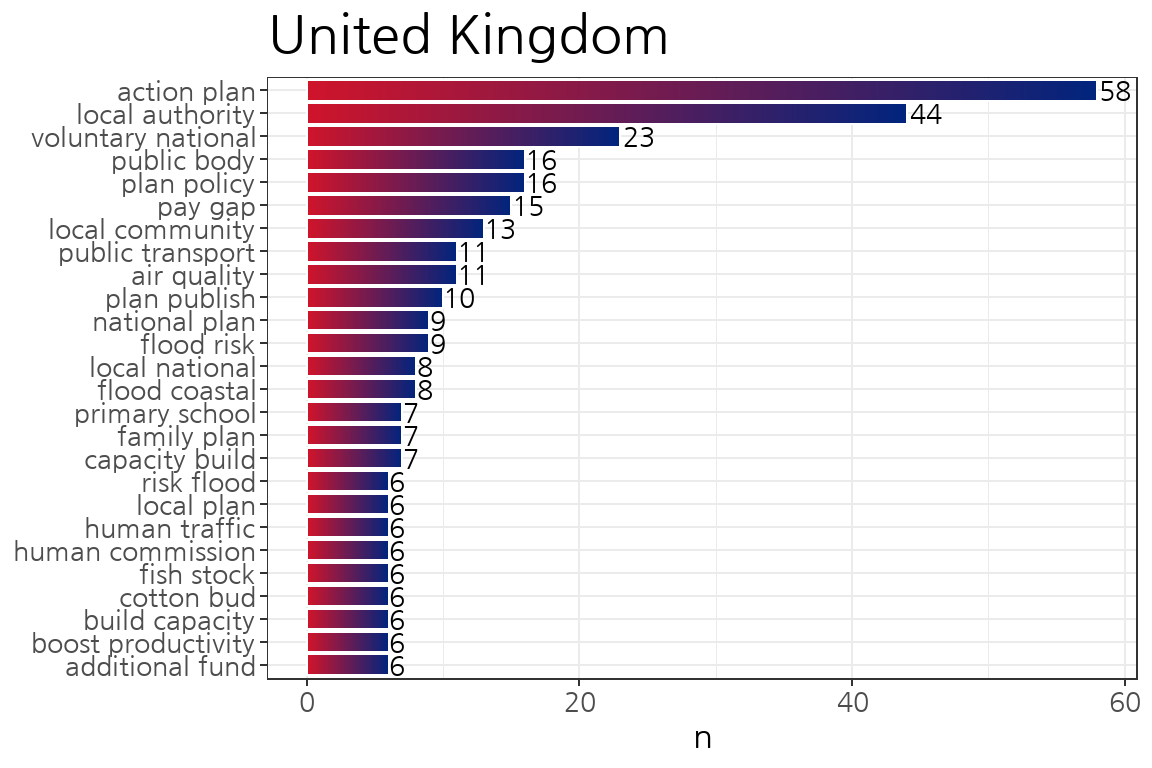 United Kingdom
action plan 58
local authority 44
voluntary national 23
public body 16
plan policy 16
pay gap 15
local community 13
public transport 11
air quality 11
plan publish 10
national plan 9
flood risk 9
local national 8
flood coastal 8
primary school 7
family plan 7
capacity build 7
risk flood 6
local plan 6
human traffic 6
human commission 6
fish stock 6
cotton bud 6
build capacity 6
boost productivity 6
additional fund 6
0 20 40 60
n